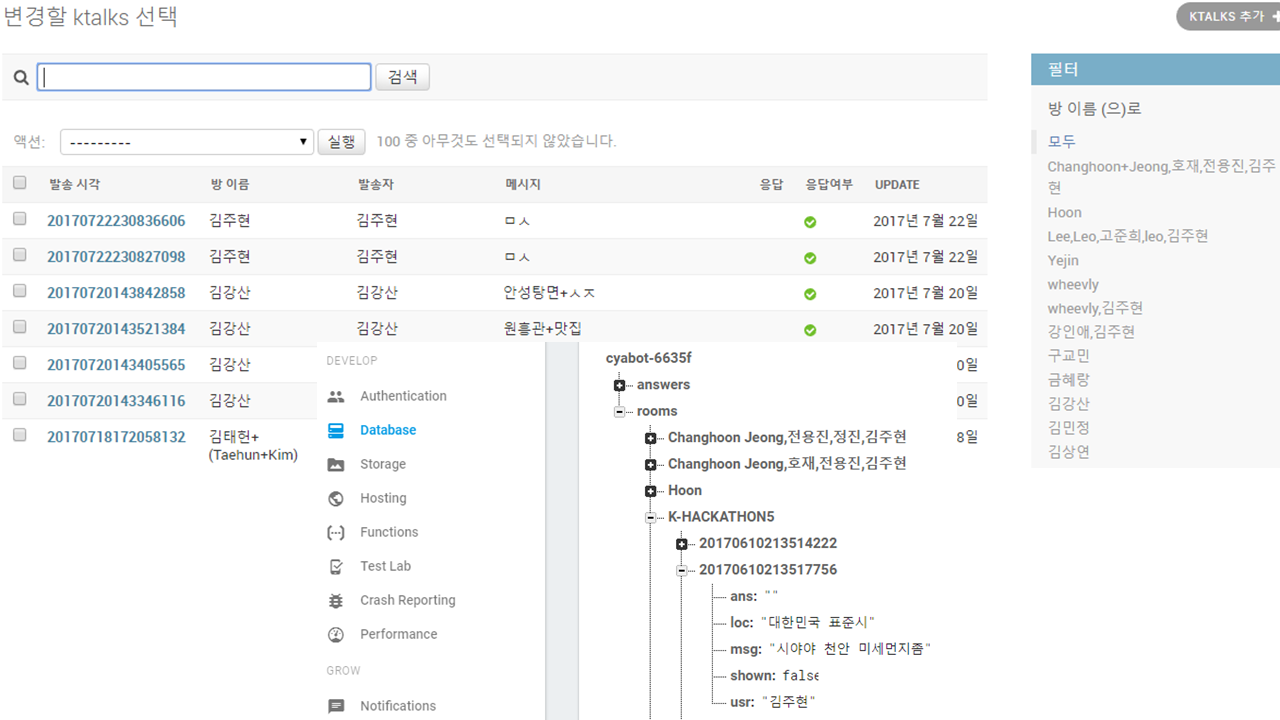 변경할 ktalks 선택
KTALKS 추가 +
검색
액션:
---------
실행
100 중 아무것도 선택되지 않았습니다.
발송 시각 방 이름 발송자 메시지 응답 응답여부 UPDATE
20170722230836606 김주현 김주현 ㅁㅅ 2017년 7월 22일
20170722230827098 김주현 김주현 ㅁㅅ 2017년 7월 22일
20170720143842858 김강산 김강산 안성탕면+ㅅㅈ 2017년 7월 20일
20170720143521384 김강산 김강산 원흥관+맛집 2017년 7월 20일
20170720143405565 김강산 0일
20170720143346116 김강산 0일
20170718172058132 김태헌+ 8일
(Taehun+Kim)
필터
방 이름 (으)로
모두
Changhoon+Jeong,호재,전용진,김주
현
Hoon
Lee,Leo,고준희,leo,김주현
Yejin
wheevly
wheevly,김주현
강인애,김주현
구교민
금혜랑
김강산
김민정
김상연
DEVELOP
Authentication
Database
Storage
Hosting
Functions
Test Lab
Crash Reporting
Performance
GROW
Notifications
cyabot-6635f
answers
rooms
Changhoon Jeong,전용진,정진,김주현
Changhoon Jeong,호재,전용진,김주현
Hoon
K-HACKATHON5
20170610213514222
20170610213517756
ans: ""
loc: "대한민국 표준시"
msg: "시야야 천안 미세먼지좀"
shown: false
usr: "김주현"